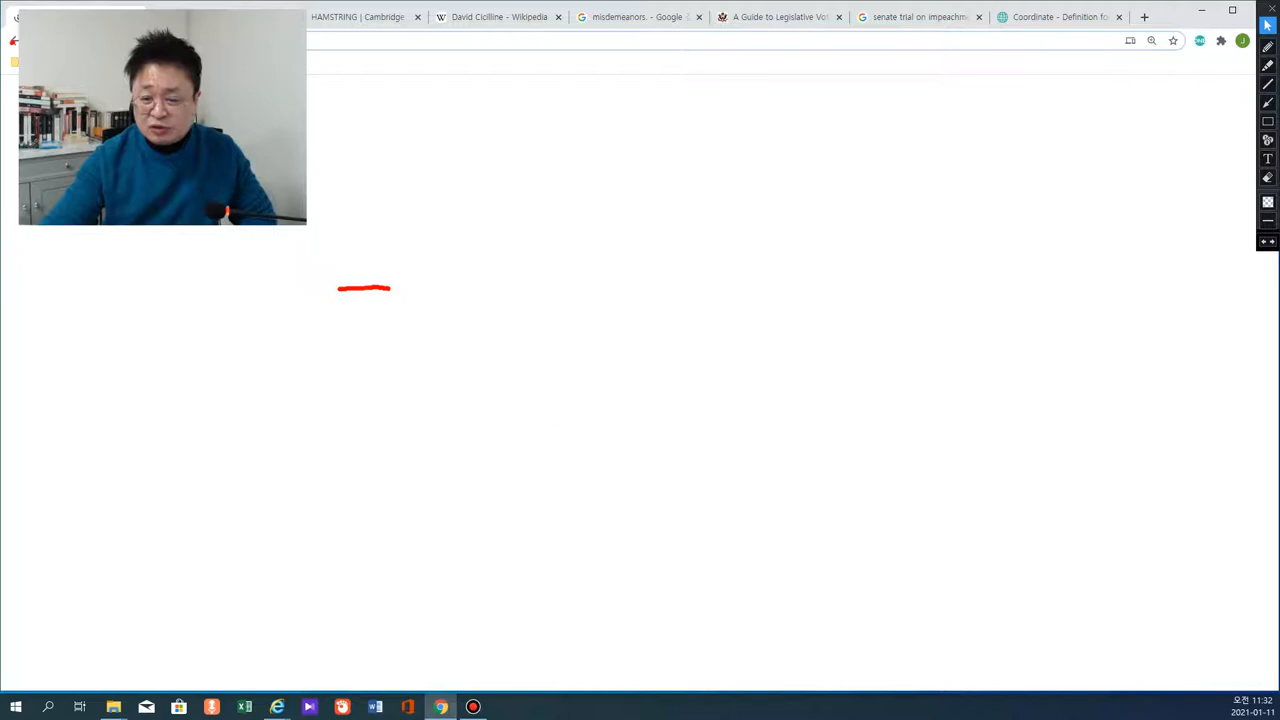 HAMSTRING | Cambridge
David Cicilline - Wikipedia
misdemeanors. - Google
A Guide to Legislative Vot
senate trial on impeachm
Coordinate - Definition fo
J
T
오전 11:32
2021-01-11